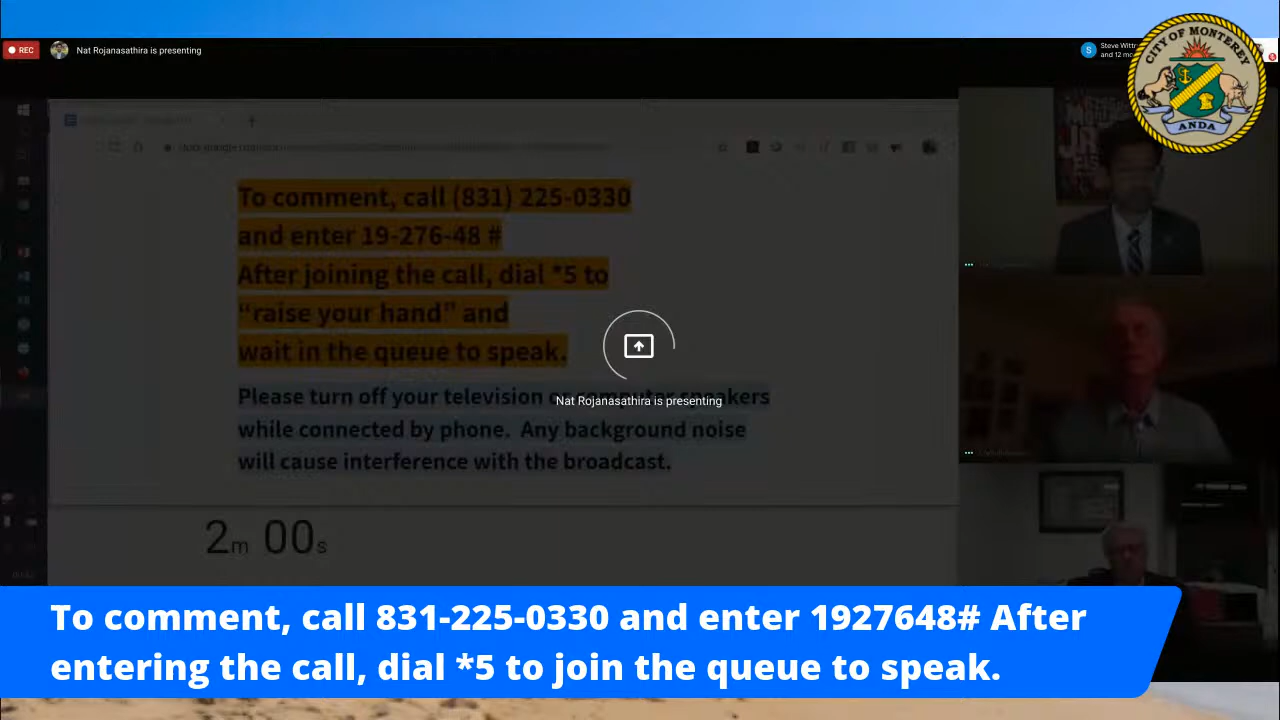 REC
Nat Rojanasathira is presenting
S
CITY OF MONTEREY
ANDA
To comment, call (831) 225-0330
and enter 19-276-48 #
After joining the call, dial *5 to
“raise your hand” and
wait in the queue to speak.
Please turn off your television or computer speakers
while connected by phone.  Any background noise
will cause interference with the broadcast.
Nat Rojanasathira is presenting
2m 00s
To comment, call 831-225-0330 and enter 1927648# After
entering the call, dial *5 to join the queue to speak.